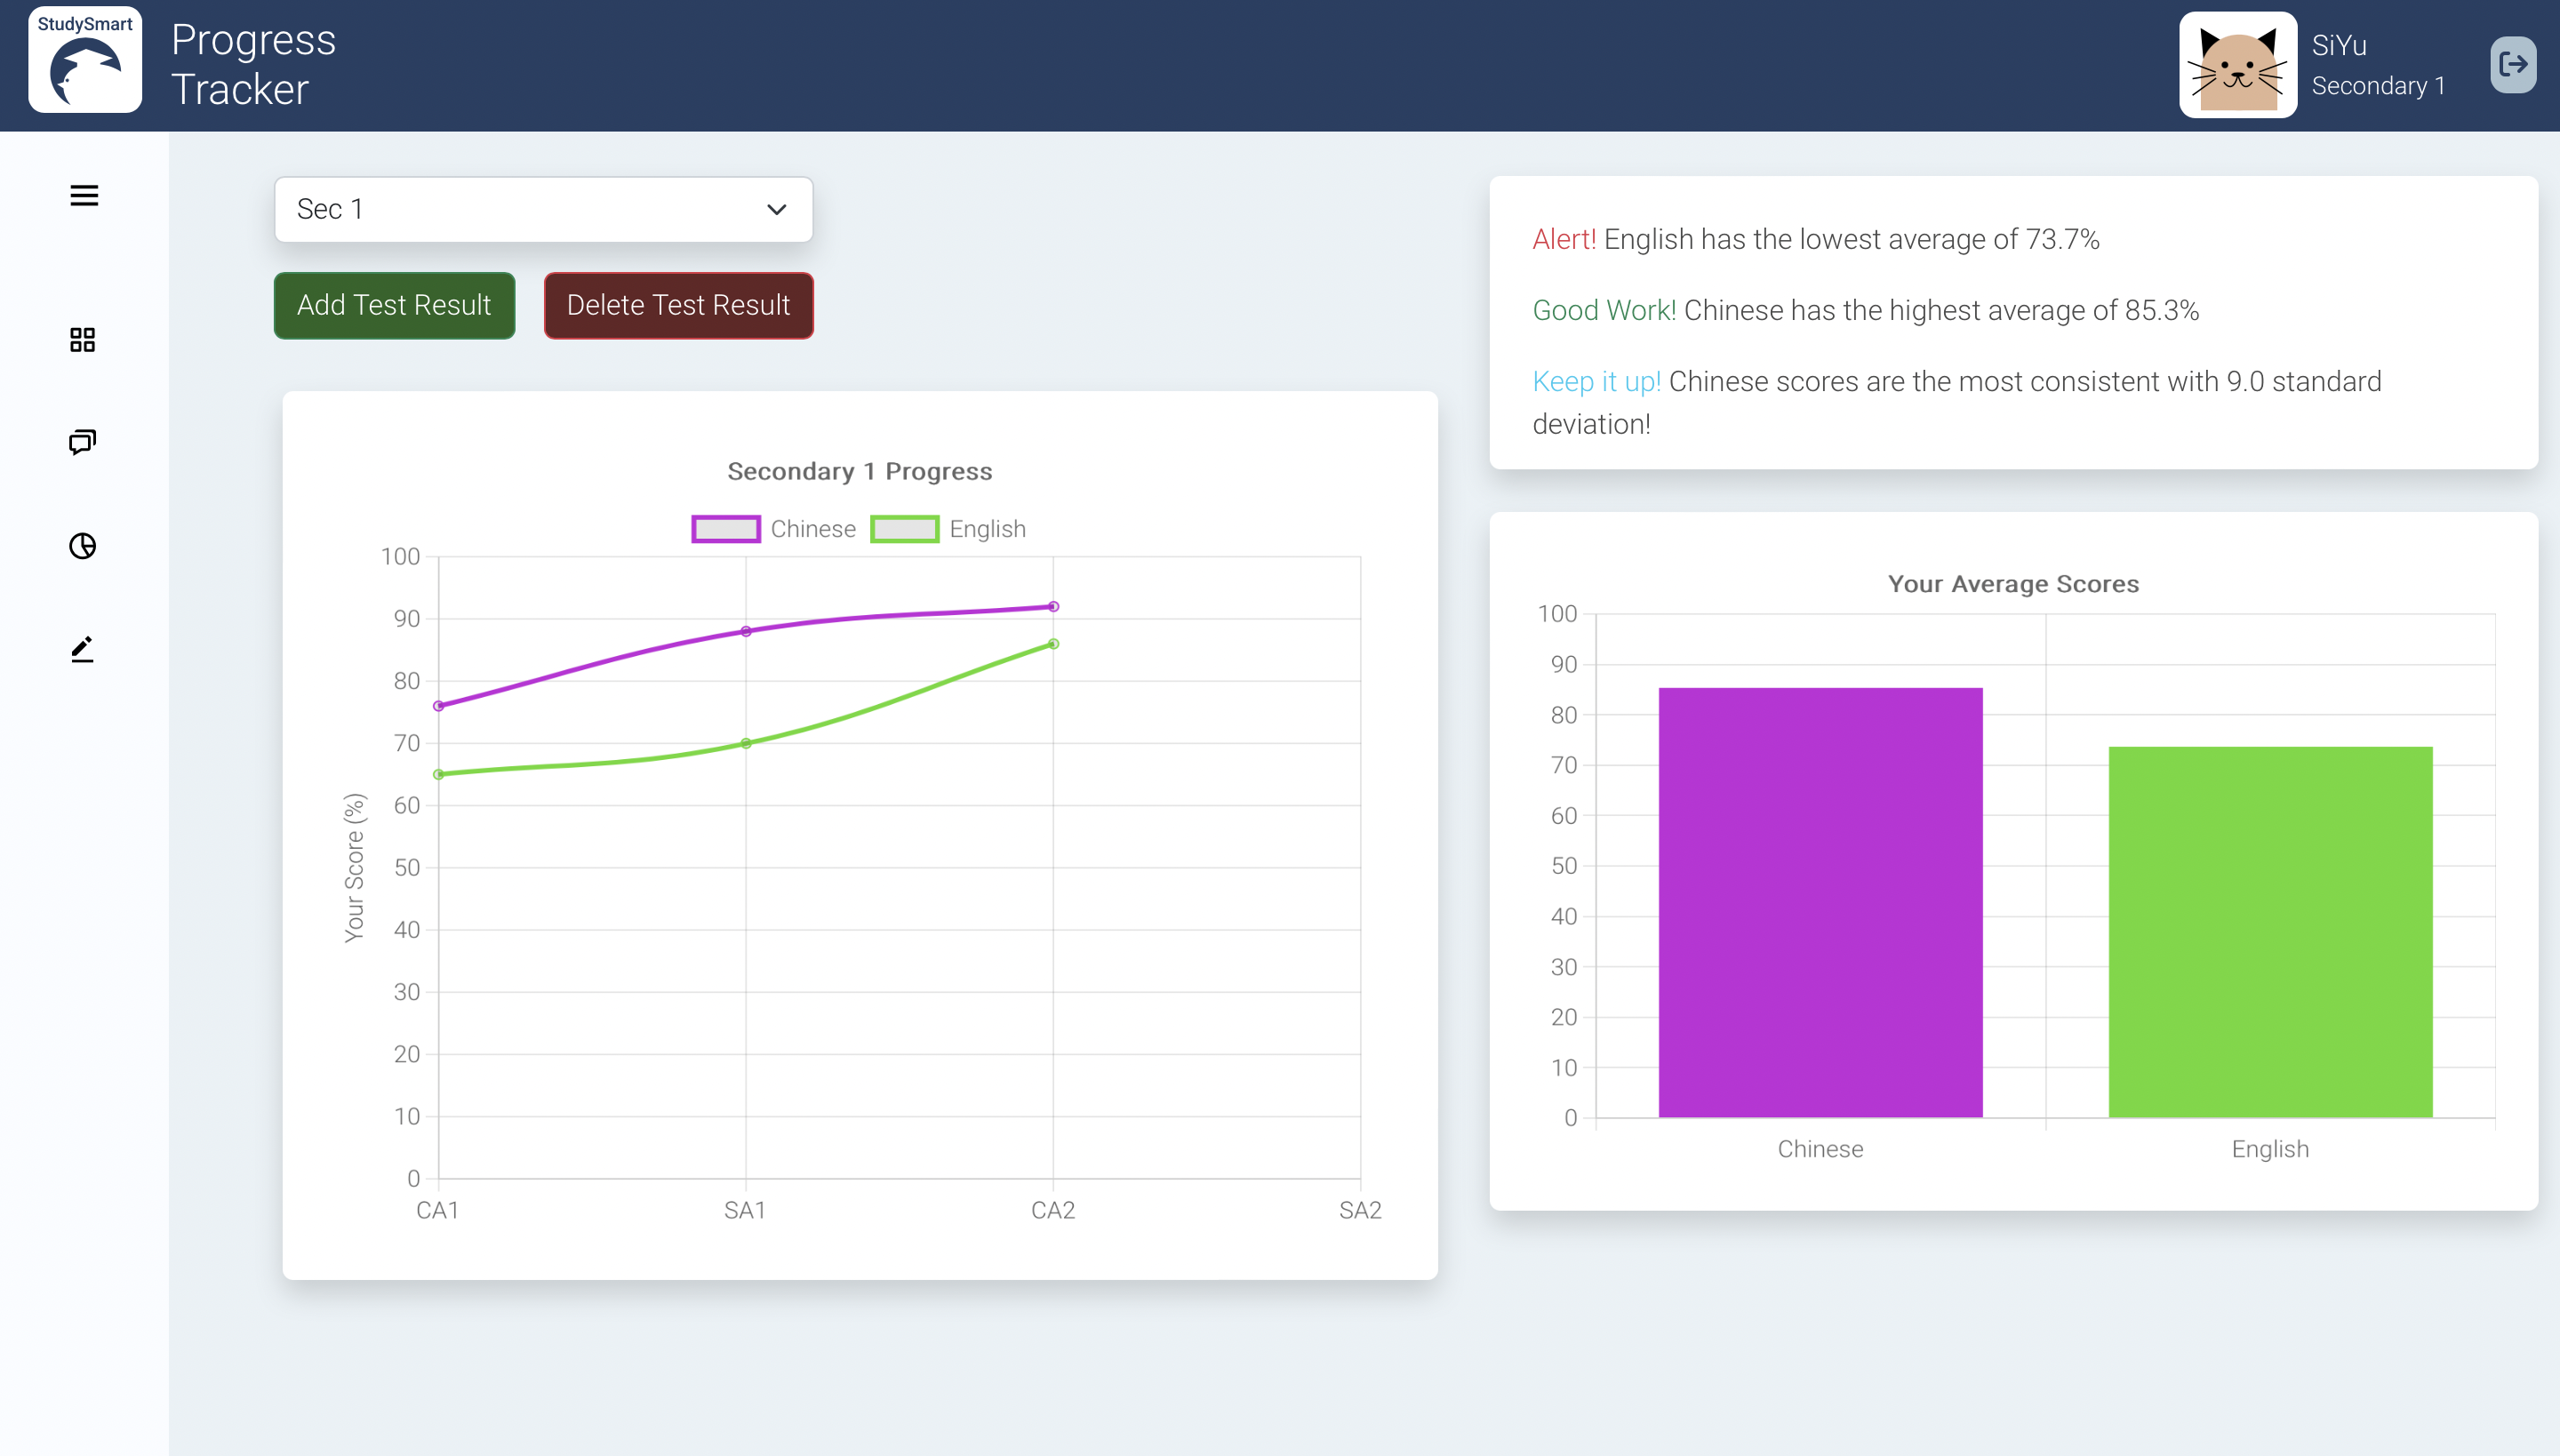 StudySmart
Progress
Tracker
SiYu
Secondary 1
Sec 1
Add Test Result
Delete Test Result
Alert! English has the lowest average of 73.7%
Good Work! Chinese has the highest average of 85.3%
Keep it up! Chinese scores are the most consistent with 9.0 standard
deviation!
Secondary 1 Progress
Chinese
English
100
90
80
70
60
50
40
30
20
10
0
Your Score (%)
CA1
SA1
CA2
SA2
Your Average Scores
100
90
80
70
60
50
40
30
20
10
0
Chinese
English